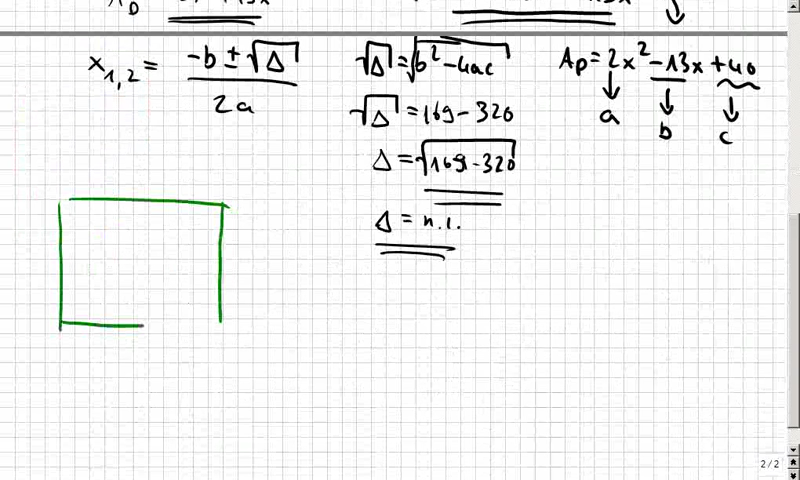 x₁,₂ = (-b ± √Δ) / 2a
√Δ = √(b² - 4ac)
√Δ = 169 - 320
Δ = √(169 - 320)
Δ = n.l.
Ap = 2x² - 13x + 40
↓ ↓ ↓
a b c
2/2